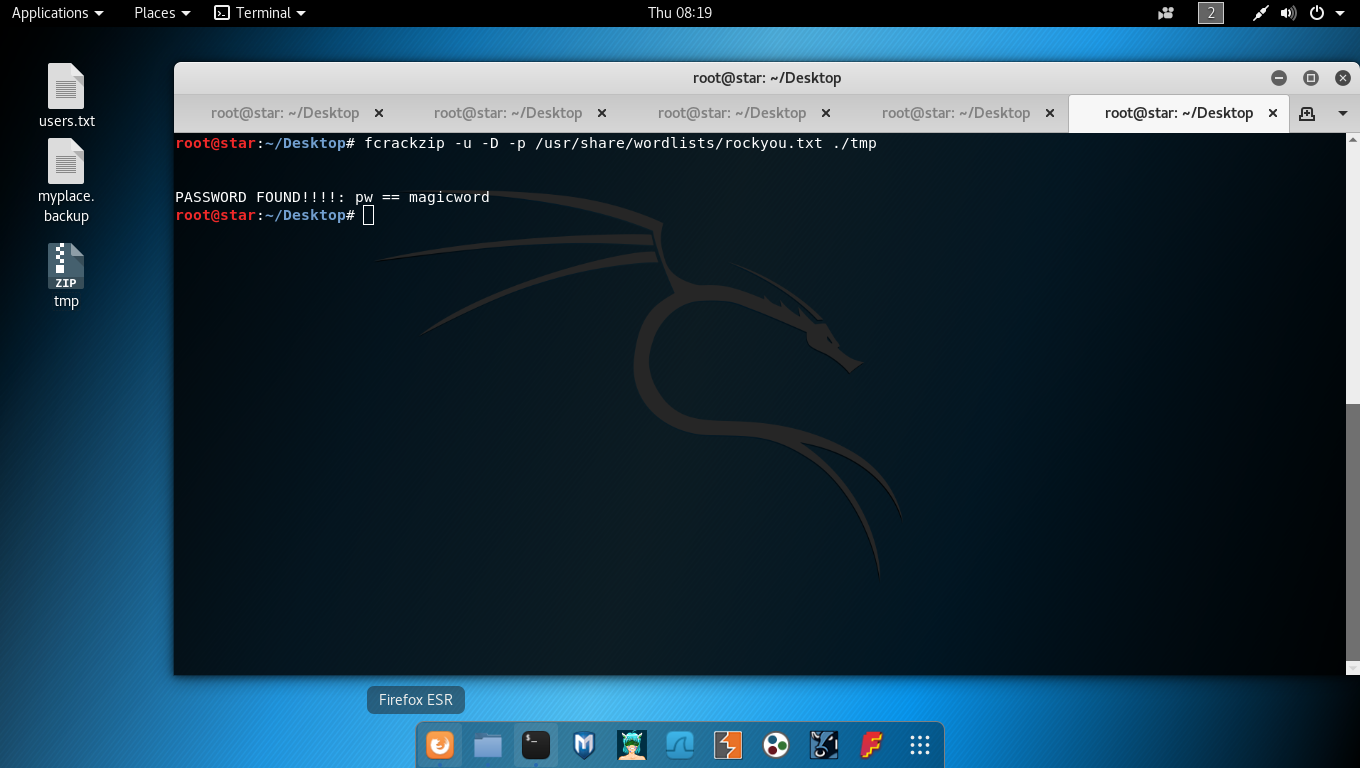 Applications Places Terminal Thu 08:19 2
root@star: ~/Desktop
root@star: ~/Desktop root@star: ~/Desktop root@star: ~/Desktop root@star: ~/Desktop root@star: ~/Desktop
users.txt
myplace.
backup
ZIP
tmp
root@star:~/Desktop# fcrackzip -u -D -p /usr/share/wordlists/rockyou.txt ./tmp
PASSWORD FOUND!!!!: pw == magicword
root@star:~/Desktop#
Firefox ESR
$_